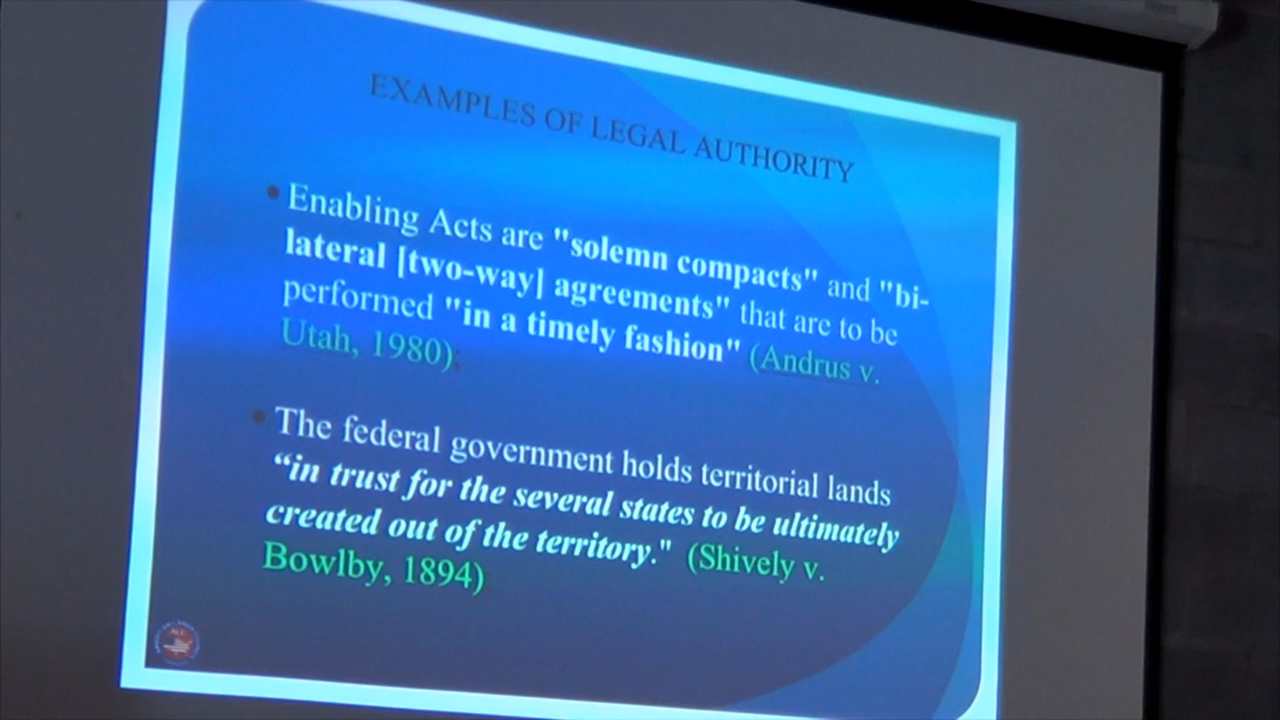 EXAMPLES OF LEGAL AUTHORITY
• Enabling Acts are "solemn compacts" and "bi-
lateral [two-way] agreements" that are to be
performed "in a timely fashion" (Andrus v.
Utah, 1980);
• The federal government holds territorial lands
“in trust for the several states to be ultimately
created out of the territory." (Shively v.
Bowlby, 1894)